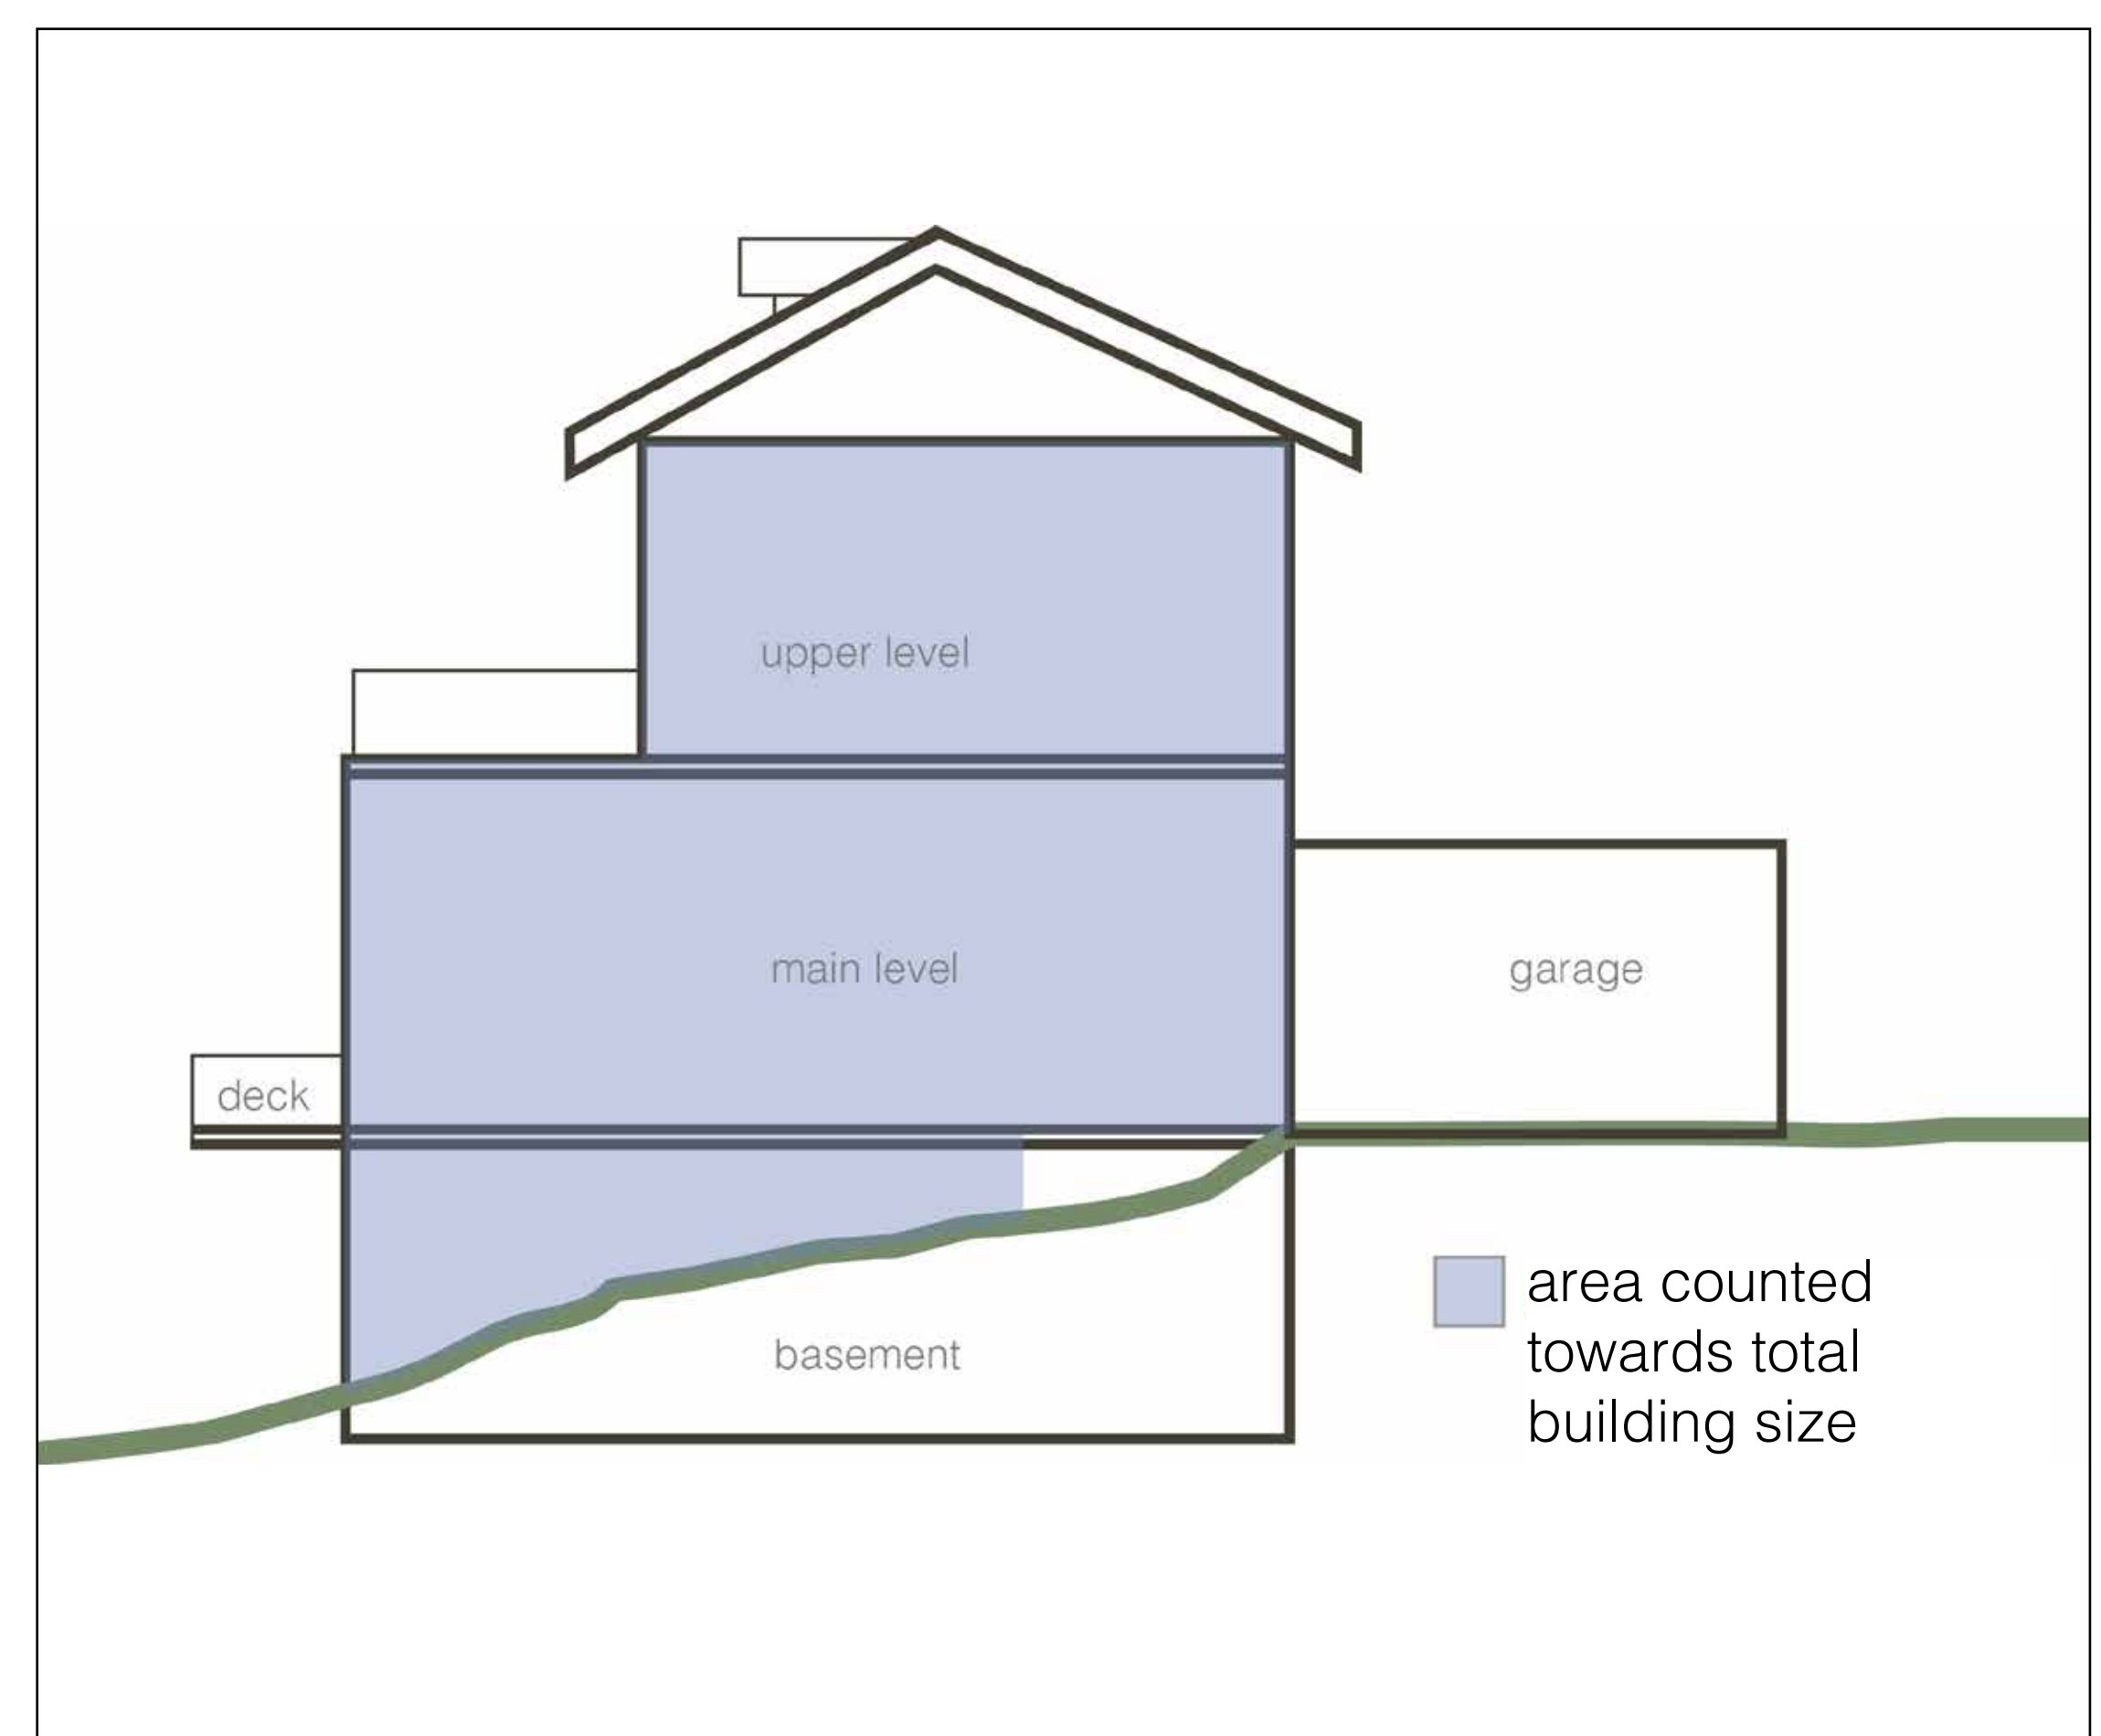 upper level
main level
garage
deck
area counted
towards total
building size
basement